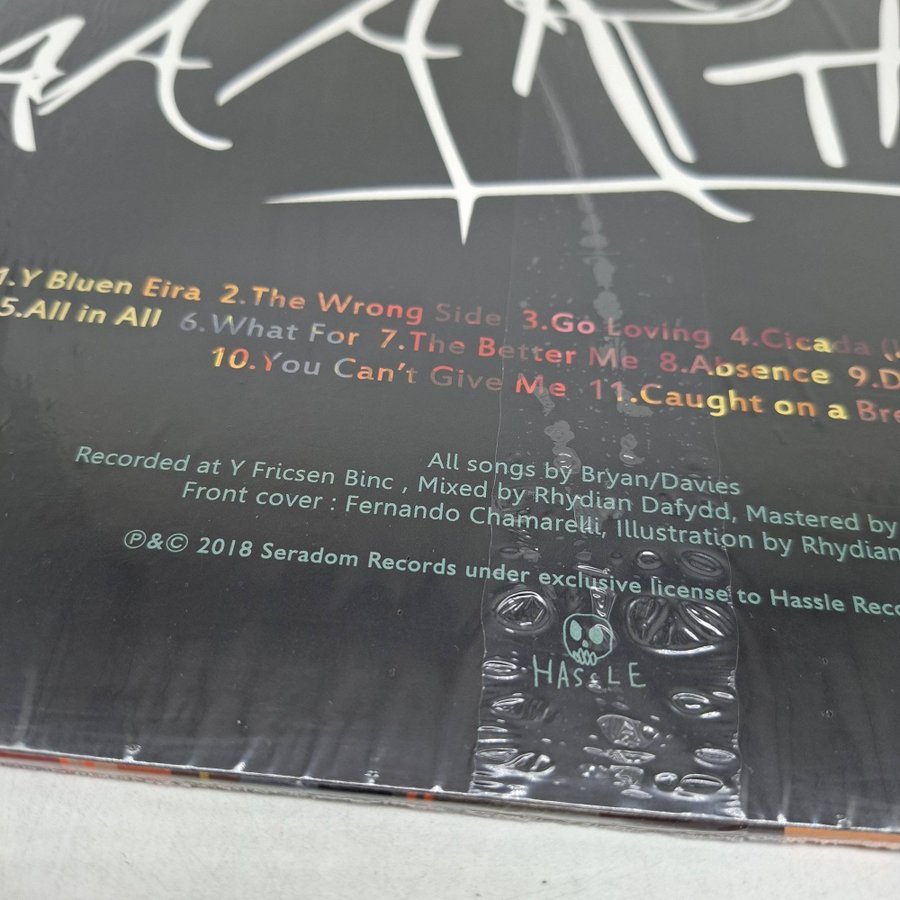 1.Y Bluen Eira 2.The Wrong Side 3.Go Loving 4.Cicada (
5.All in All 6.What For 7.The Better Me 8.Absence 9.D
10.You Can't Give Me 11.Caught on a Bre
All songs by Bryan/Davies
Recorded at Y Fricsen Binc , Mixed by Rhydian Dafydd, Mastered by
Front cover : Fernando Chamarelli, Illustration by Rhydian
℗&© 2018 Seradom Records under exclusive license to Hassle Reco
HASSLE